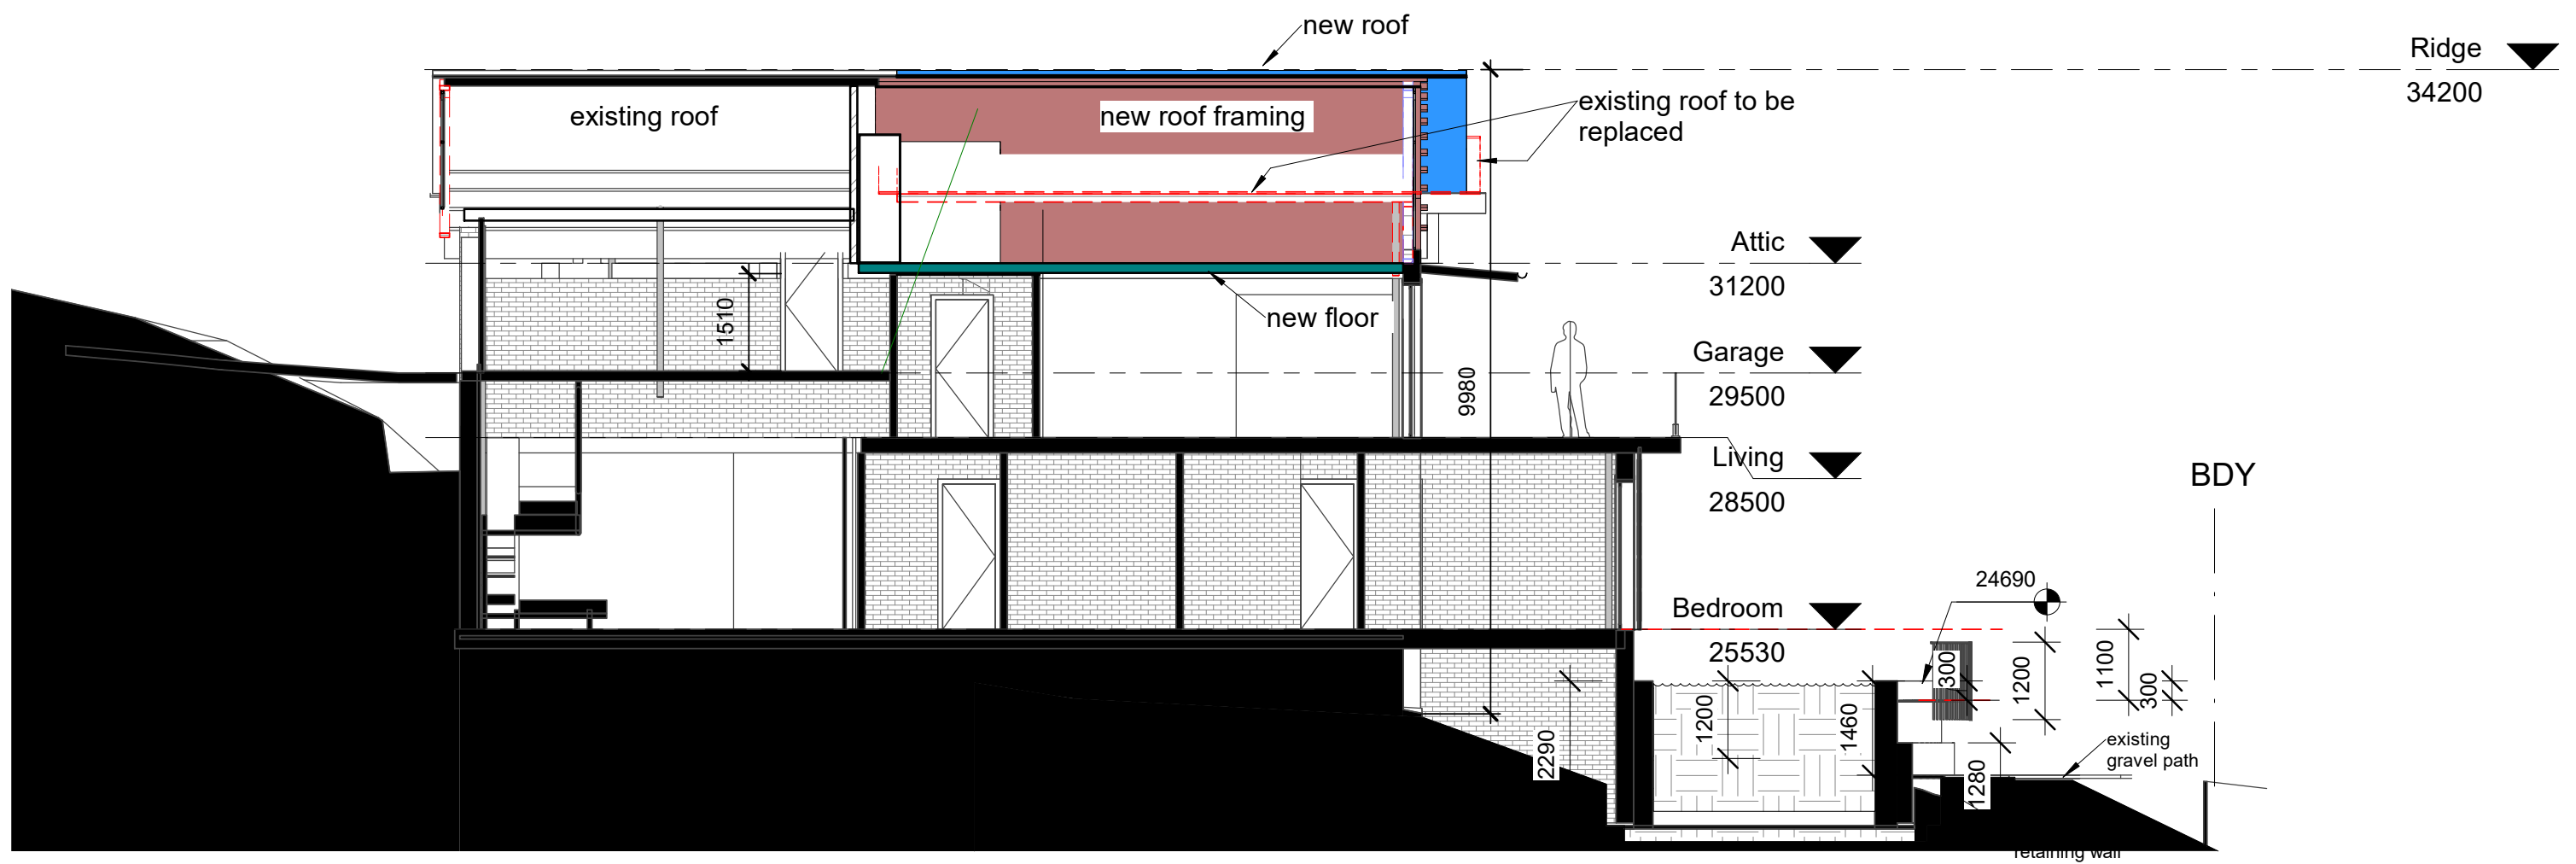 new roof
Ridge
34200
existing roof
new roof framing
existing roof to be
replaced
Attic
31200
1510
new floor
Garage
29500
9980
Living
28500
BDY
24690
Bedroom
25530
300
1200
1100
300
2290
1200
1460
existing
gravel path
1280
retaining wall